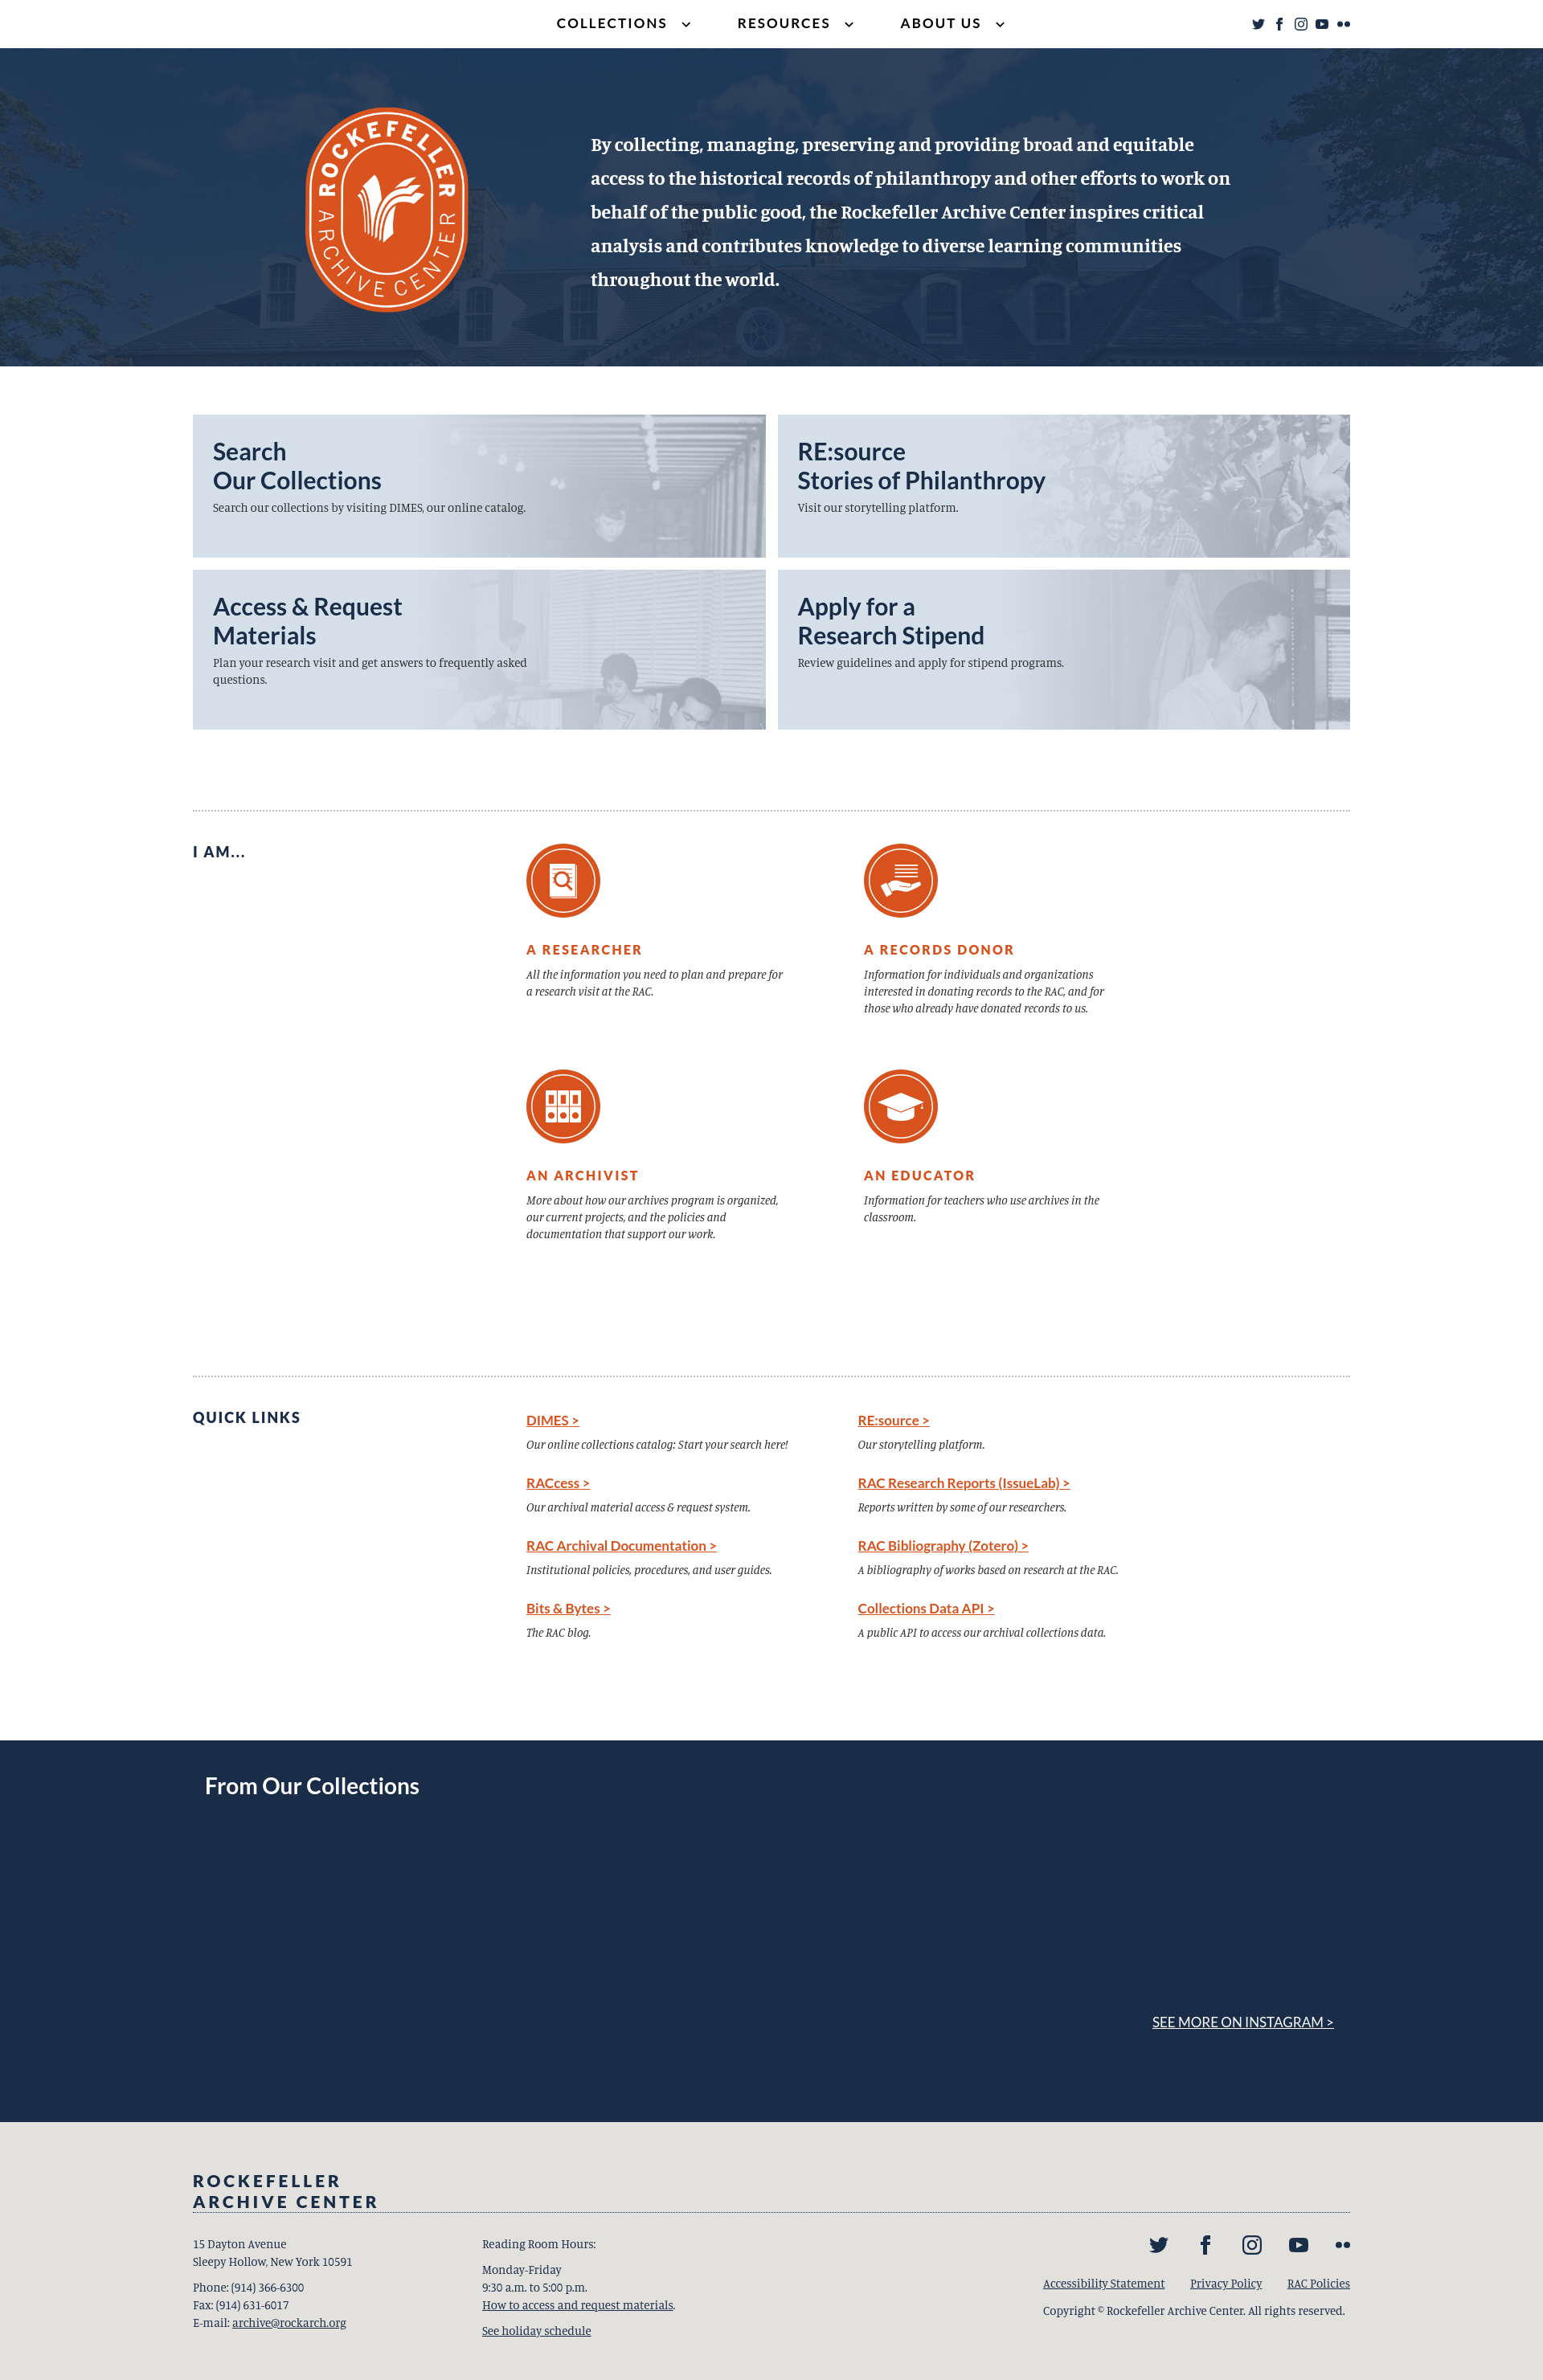 COLLECTIONS RESOURCES ABOUT US
ROCKEFELLER
ARCHIVE CENTER
By collecting, managing, preserving and providing broad and equitable
access to the historical records of philanthropy and other efforts to work on
behalf of the public good, the Rockefeller Archive Center inspires critical
analysis and contributes knowledge to diverse learning communities
throughout the world.
Search
Our Collections
Search our collections by visiting DIMES, our online catalog.
RE:source
Stories of Philanthropy
Visit our storytelling platform.
Access & Request
Materials
Plan your research visit and get answers to frequently asked
questions.
Apply for a
Research Stipend
Review guidelines and apply for stipend programs.
I AM...
A RESEARCHER
All the information you need to plan and prepare for
a research visit at the RAC.
A RECORDS DONOR
Information for individuals and organizations
interested in donating records to the RAC, and for
those who already have donated records to us.
AN ARCHIVIST
More about how our archives program is organized,
our current projects, and the policies and
documentation that support our work.
AN EDUCATOR
Information for teachers who use archives in the
classroom.
QUICK LINKS
DIMES >
Our online collections catalog: Start your search here!
RACcess >
Our archival material access & request system.
RAC Archival Documentation >
Institutional policies, procedures, and user guides.
Bits & Bytes >
The RAC blog.
RE:source >
Our storytelling platform.
RAC Research Reports (IssueLab) >
Reports written by some of our researchers.
RAC Bibliography (Zotero) >
A bibliography of works based on research at the RAC.
Collections Data API >
A public API to access our archival collections data.
From Our Collections
SEE MORE ON INSTAGRAM >
ROCKEFELLER
ARCHIVE CENTER
15 Dayton Avenue
Sleepy Hollow, New York 10591
Phone: (914) 366-6300
Fax: (914) 631-6017
E-mail: archive@rockarch.org
Reading Room Hours:
Monday-Friday
9:30 a.m. to 5:00 p.m.
How to access and request materials.
See holiday schedule
Accessibility Statement Privacy Policy RAC Policies
Copyright © Rockefeller Archive Center. All rights reserved.